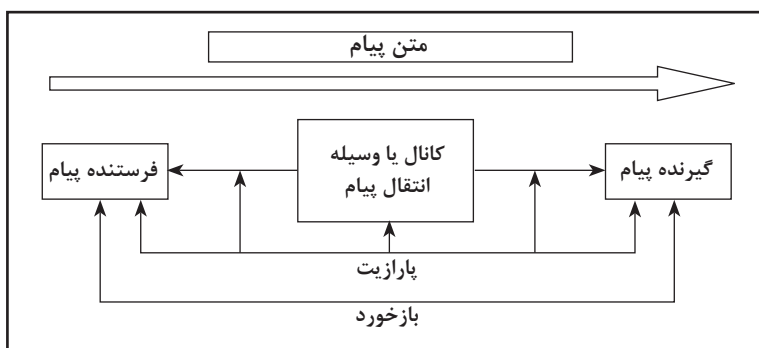 متن پیام
فرستنده پیام
کانال یا وسیله
انتقال پیام
گیرنده پیام
پارازیت
بازخورد